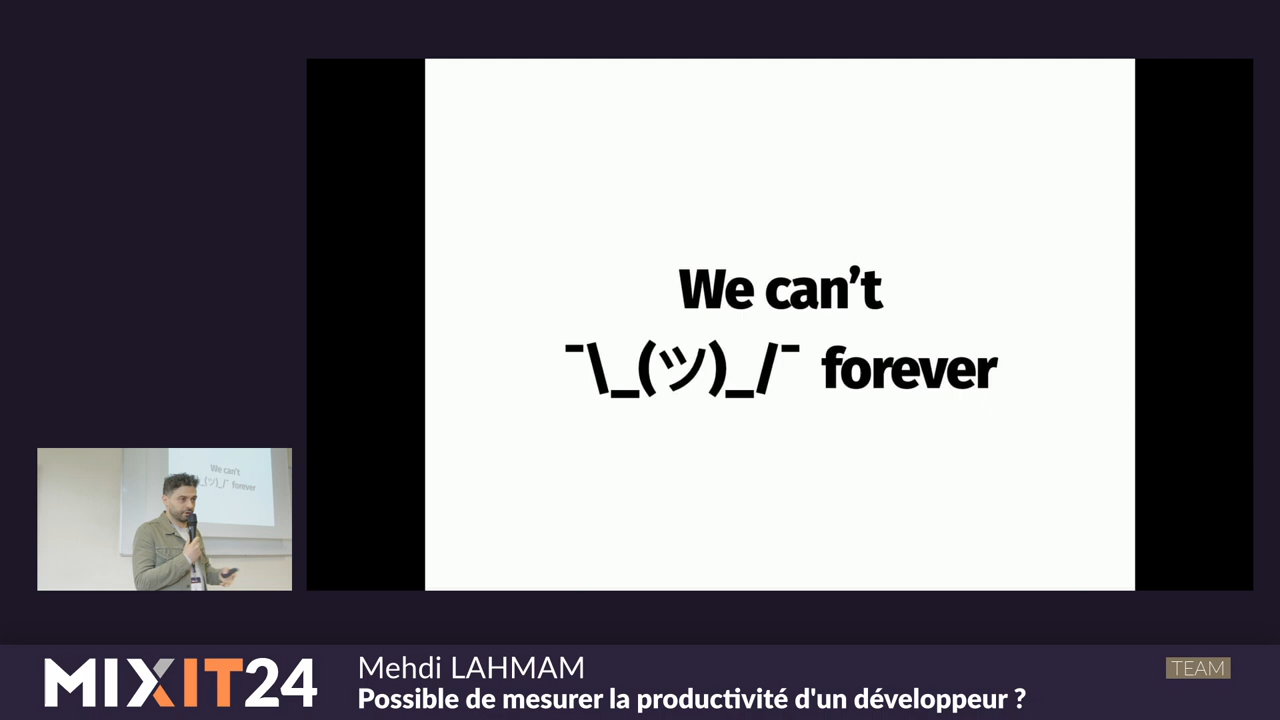 We can't
¯\_(ツ)_/¯ forever
We can't
forever
MIXIT24
Mehdi LAHMAM
Possible de mesurer la productivité d'un développeur ?
TEAM